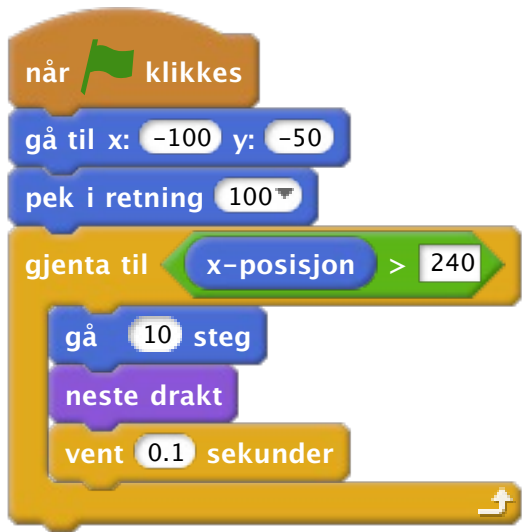 når klikkes
gå til x: -100 y: -50
pek i retning 100
gjenta til x-posisjon > 240
gå 10 steg
neste drakt
vent 0.1 sekunder